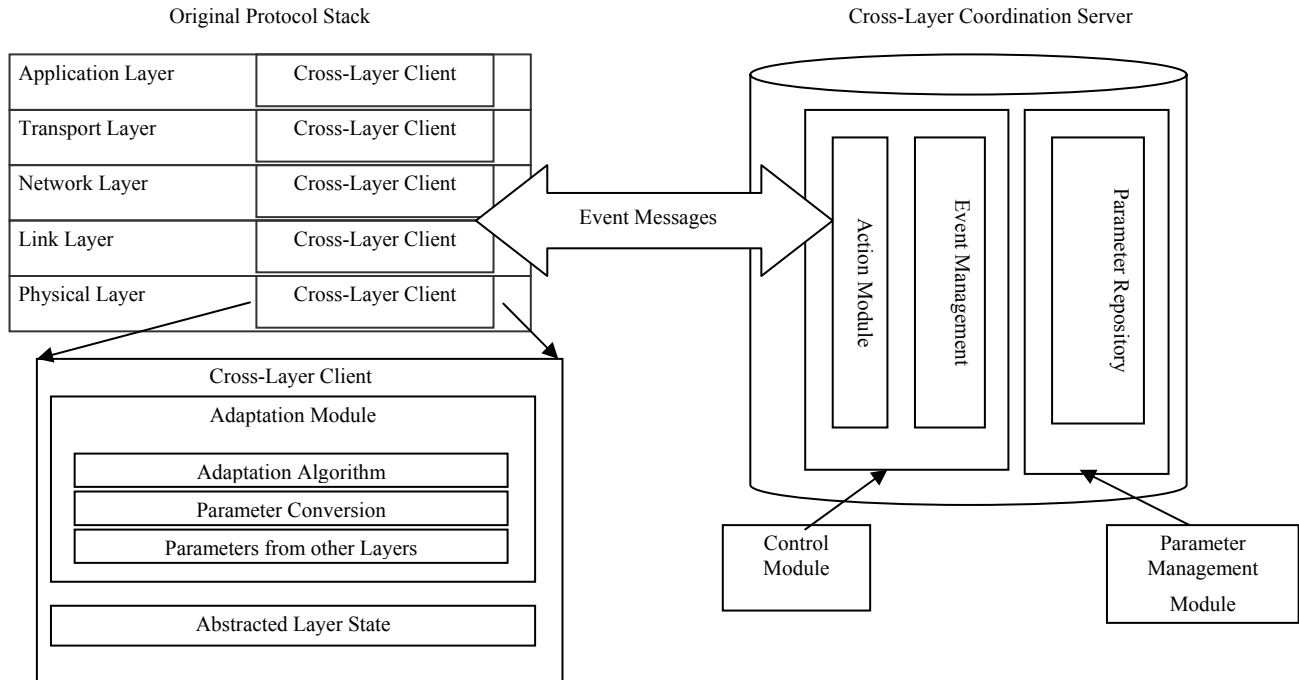 Original Protocol Stack
Cross-Layer Coordination Server
Application Layer
Cross-Layer Client
Transport Layer
Cross-Layer Client
Network Layer
Cross-Layer Client
Link Layer
Cross-Layer Client
Physical Layer
Cross-Layer Client
Event Messages
Action Module
Event Management
Parameter Repository
Cross-Layer Client
Adaptation Module
Adaptation Algorithm
Parameter Conversion
Parameters from other Layers
Abstracted Layer State
Control
Module
Parameter
Management
Module